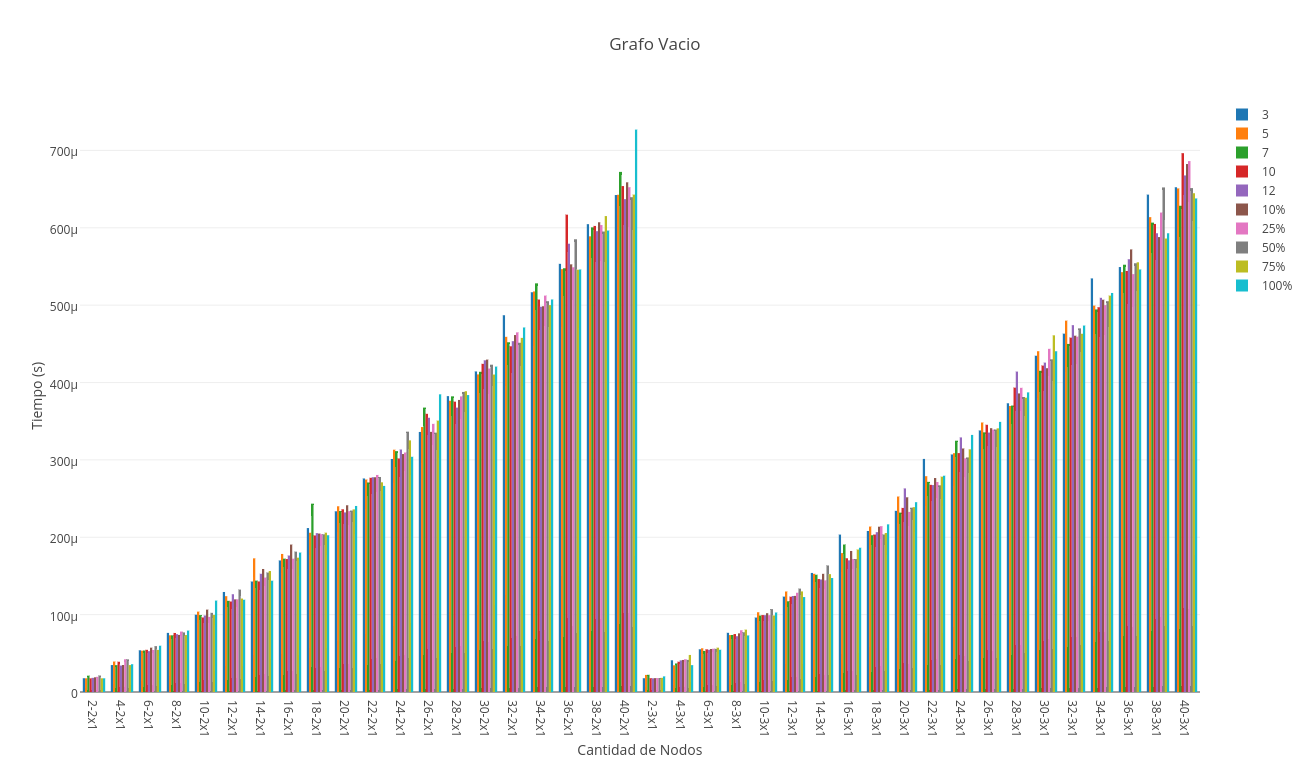 Grafo Vacio
3
5
7
10
12
10%
25%
50%
75%
100%
700µ
600µ
500µ
400µ
300µ
200µ
100µ
0
Tiempo (s)
2-2x1
4-2x1
6-2x1
8-2x1
10-2x1
12-2x1
14-2x1
16-2x1
18-2x1
20-2x1
22-2x1
24-2x1
26-2x1
28-2x1
30-2x1
32-2x1
34-2x1
36-2x1
38-2x1
40-2x1
2-3x1
4-3x1
6-3x1
8-3x1
10-3x1
12-3x1
14-3x1
16-3x1
18-3x1
20-3x1
22-3x1
24-3x1
26-3x1
28-3x1
30-3x1
32-3x1
34-3x1
36-3x1
38-3x1
40-3x1
Cantidad de Nodos